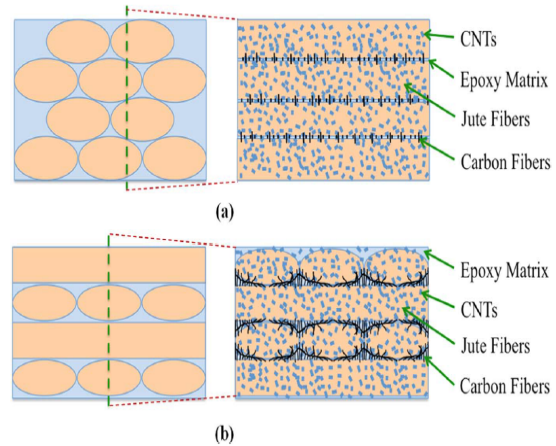 CNTs
Epoxy Matrix
Jute Fibers
Carbon Fibers
(a)
Epoxy Matrix
CNTs
Jute Fibers
Carbon Fibers
(b)